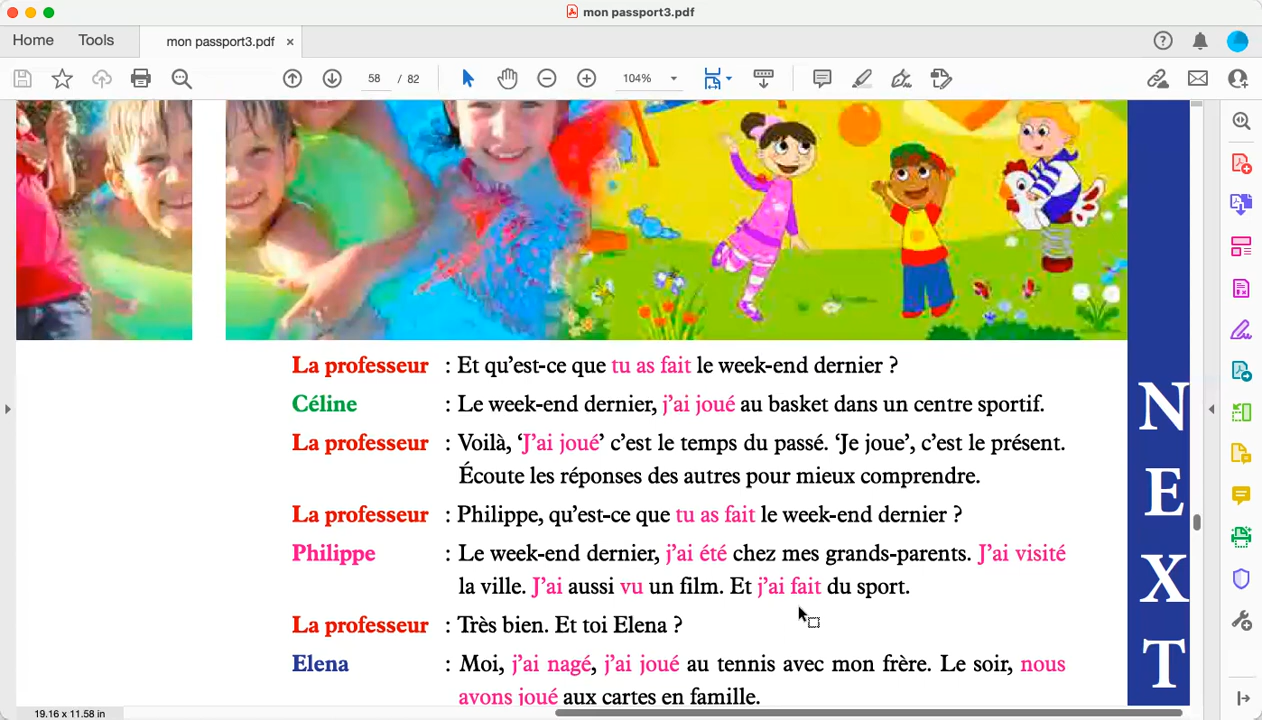 mon passport3.pdf
Home Tools mon passport3.pdf ×
58 / 82 104%
La professeur : Et qu’est-ce que tu as fait le week-end dernier ?
Céline : Le week-end dernier, j’ai joué au basket dans un centre sportif.
La professeur : Voilà, ‘J’ai joué’ c’est le temps du passé. ‘Je joue’, c’est le présent.
Écoute les réponses des autres pour mieux comprendre.
La professeur : Philippe, qu’est-ce que tu as fait le week-end dernier ?
Philippe : Le week-end dernier, j’ai été chez mes grands-parents. J’ai visité
la ville. J’ai aussi vu un film. Et j’ai fait du sport.
La professeur : Très bien. Et toi Elena ?
Elena : Moi, j’ai nagé, j’ai joué au tennis avec mon frère. Le soir, nous
avons joué aux cartes en famille.
NEXT
19.16 x 11.58 in